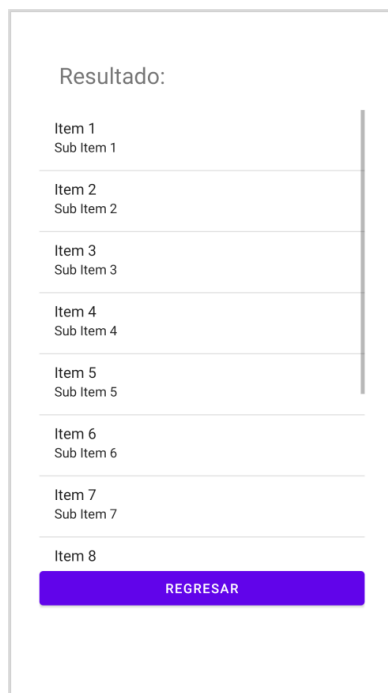 Resultado:
Item 1
Sub Item 1
Item 2
Sub Item 2
Item 3
Sub Item 3
Item 4
Sub Item 4
Item 5
Sub Item 5
Item 6
Sub Item 6
Item 7
Sub Item 7
Item 8
REGRESAR